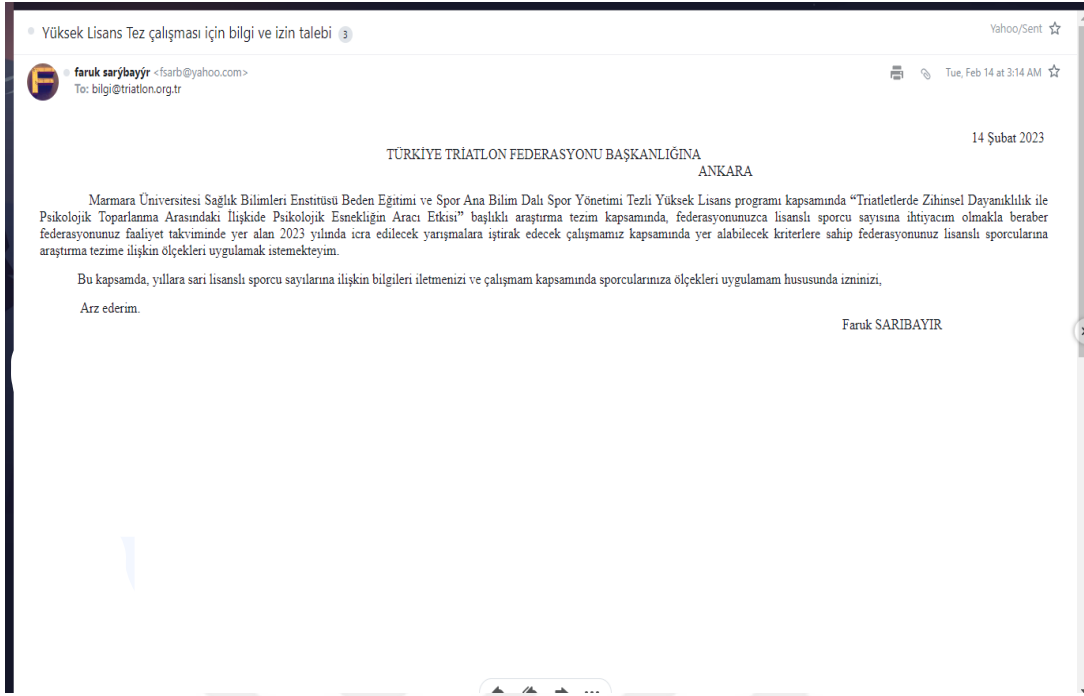 Yüksek Lisans Tez çalışması için bilgi ve izin talebi 3
Yahoo/Sent
faruk sarýbayýr <fsarb@yahoo.com>
Tue, Feb 14 at 3:14 AM
To: bilgi@triatlon.org.tr
14 Şubat 2023
TÜRKİYE TRİATLON FEDERASYONU BAŞKANLIĞINA
ANKARA
Marmara Üniversitesi Sağlık Bilimleri Enstitüsü Beden Eğitimi ve Spor Ana Bilim Dalı Spor Yönetimi Tezli Yüksek Lisans programı kapsamında “Triatletlerde Zihinsel Dayanıklılık ile
Psikolojik Toparlanma Arasındaki İlişkide Psikolojik Esnekliğin Aracı Etkisi” başlıklı araştırma tezim kapsamında, federasyonunuzca lisanslı sporcu sayısına ihtiyacım olmakla beraber
federasyonunuz faaliyet takviminde yer alan 2023 yılında icra edilecek yarışmalara iştirak edecek çalışmamız kapsamında yer alabilecek kriterlere sahip federasyonunuz lisanslı sporcularına
araştırma tezime ilişkin ölçekleri uygulamak istemekteyim.
Bu kapsamda, yıllara sari lisanslı sporcu sayılarına ilişkin bilgileri iletmenizi ve çalışmam kapsamında sporcularınıza ölçekleri uygulamam hususunda izninizi,
Arz ederim.
Faruk SARIBAYIR